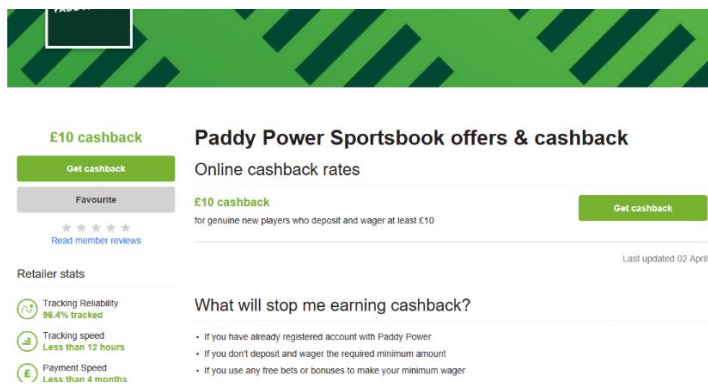 £10 cashback
Get cashback
Favourite
Read member reviews
Retailer stats
Tracking Reliability
96.4% tracked
Tracking speed
Less than 12 hours
£
Payment Speed
Less than 4 months
Paddy Power Sportsbook offers & cashback
Online cashback rates
£10 cashback
for genuine new players who deposit and wager at least £10
Get cashback
Last updated 02 April
What will stop me earning cashback?
• If you have already registered account with Paddy Power
• If you don't deposit and wager the required minimum amount
• If you use any free bets or bonuses to make your minimum wager